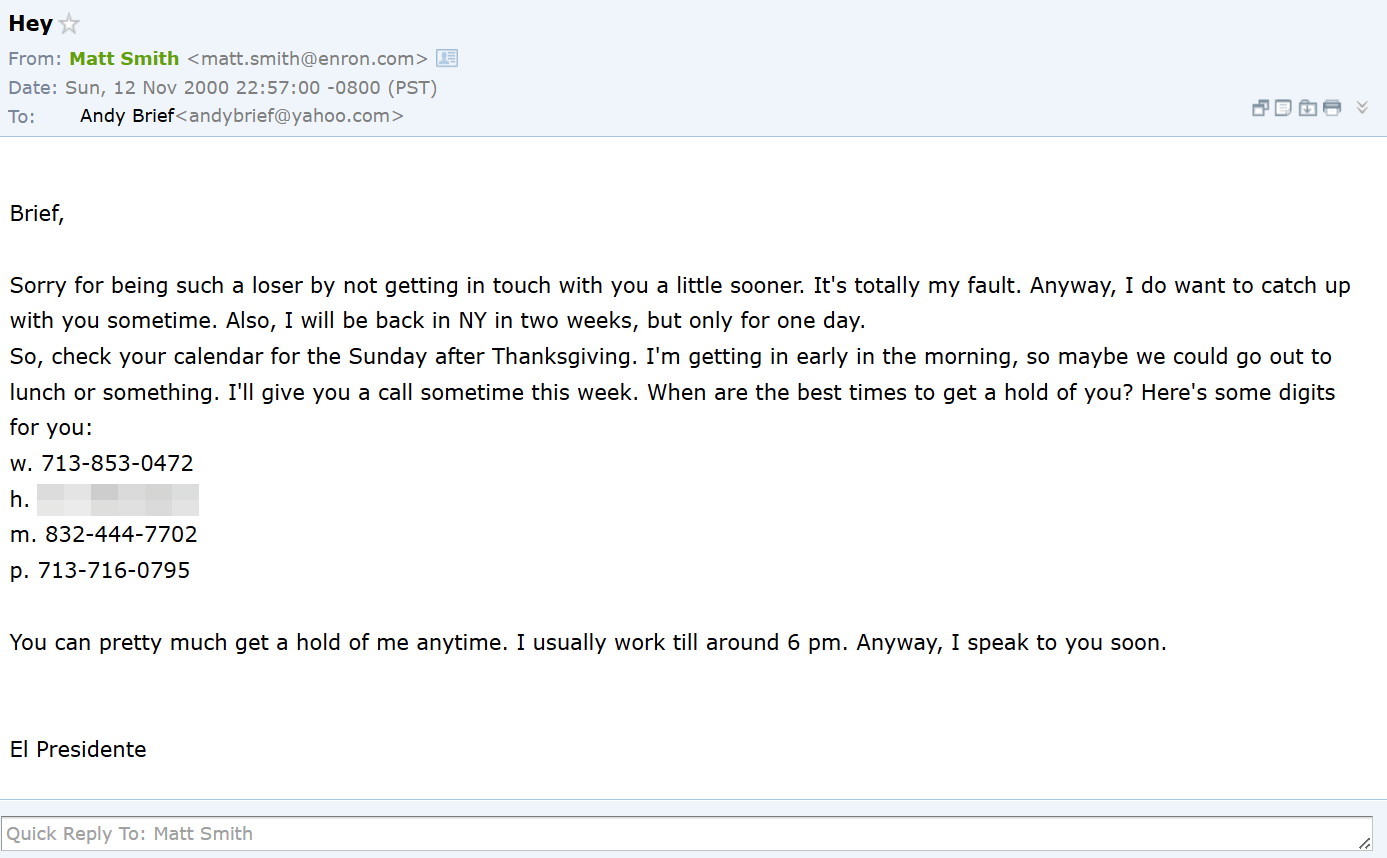 Hey
From: Matt Smith <matt.smith@enron.com>
Date: Sun, 12 Nov 2000 22:57:00 -0800 (PST)
To: Andy Brief<andybrief@yahoo.com>
Brief,
Sorry for being such a loser by not getting in touch with you a little sooner. It's totally my fault. Anyway, I do want to catch up
with you sometime. Also, I will be back in NY in two weeks, but only for one day.
So, check your calendar for the Sunday after Thanksgiving. I'm getting in early in the morning, so maybe we could go out to
lunch or something. I'll give you a call sometime this week. When are the best times to get a hold of you? Here's some digits
for you:
w. 713-853-0472
h.
m. 832-444-7702
p. 713-716-0795
You can pretty much get a hold of me anytime. I usually work till around 6 pm. Anyway, I speak to you soon.
El Presidente
Quick Reply To: Matt Smith